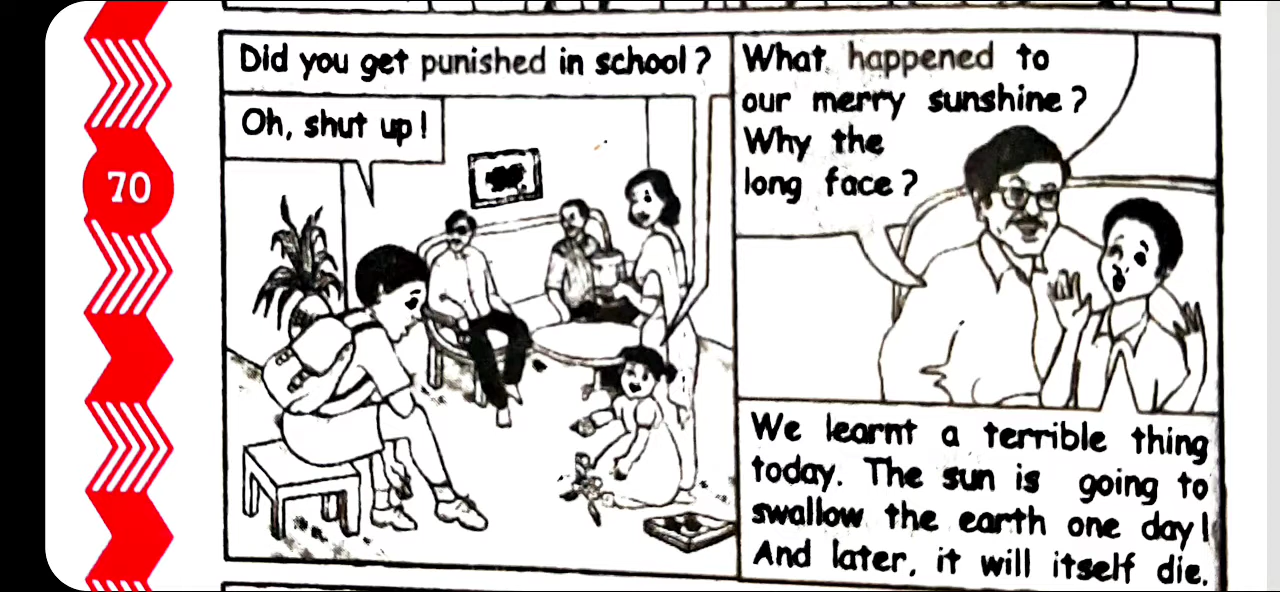 70
Did you get punished in school?
Oh, shut up!
What happened to
our merry sunshine?
Why the
long face?
We learnt a terrible thing
today. The sun is going to
swallow the earth one day!
And later, it will itself die.